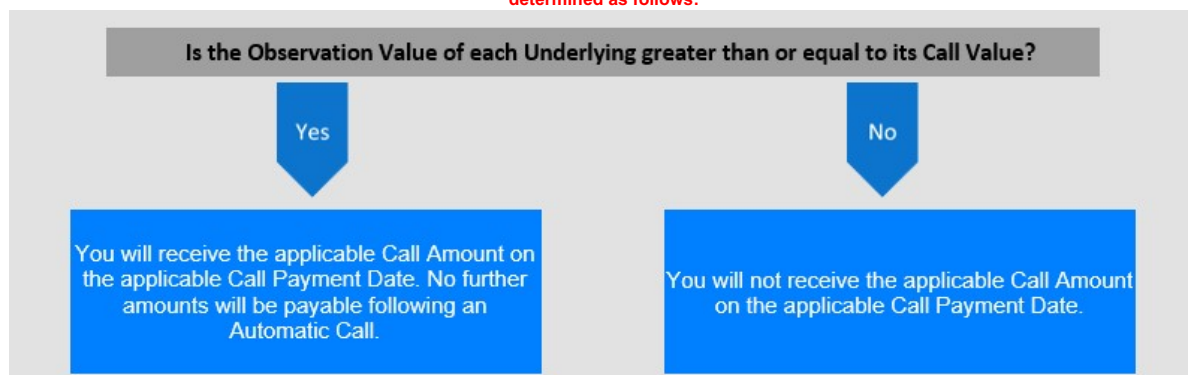 determined as follows:
Is the Observation Value of each Underlying greater than or equal to its Call Value?
Yes
No
You will receive the applicable Call Amount on
the applicable Call Payment Date. No further
amounts will be payable following an
Automatic Call.
You will not receive the applicable Call Amount
on the applicable Call Payment Date.